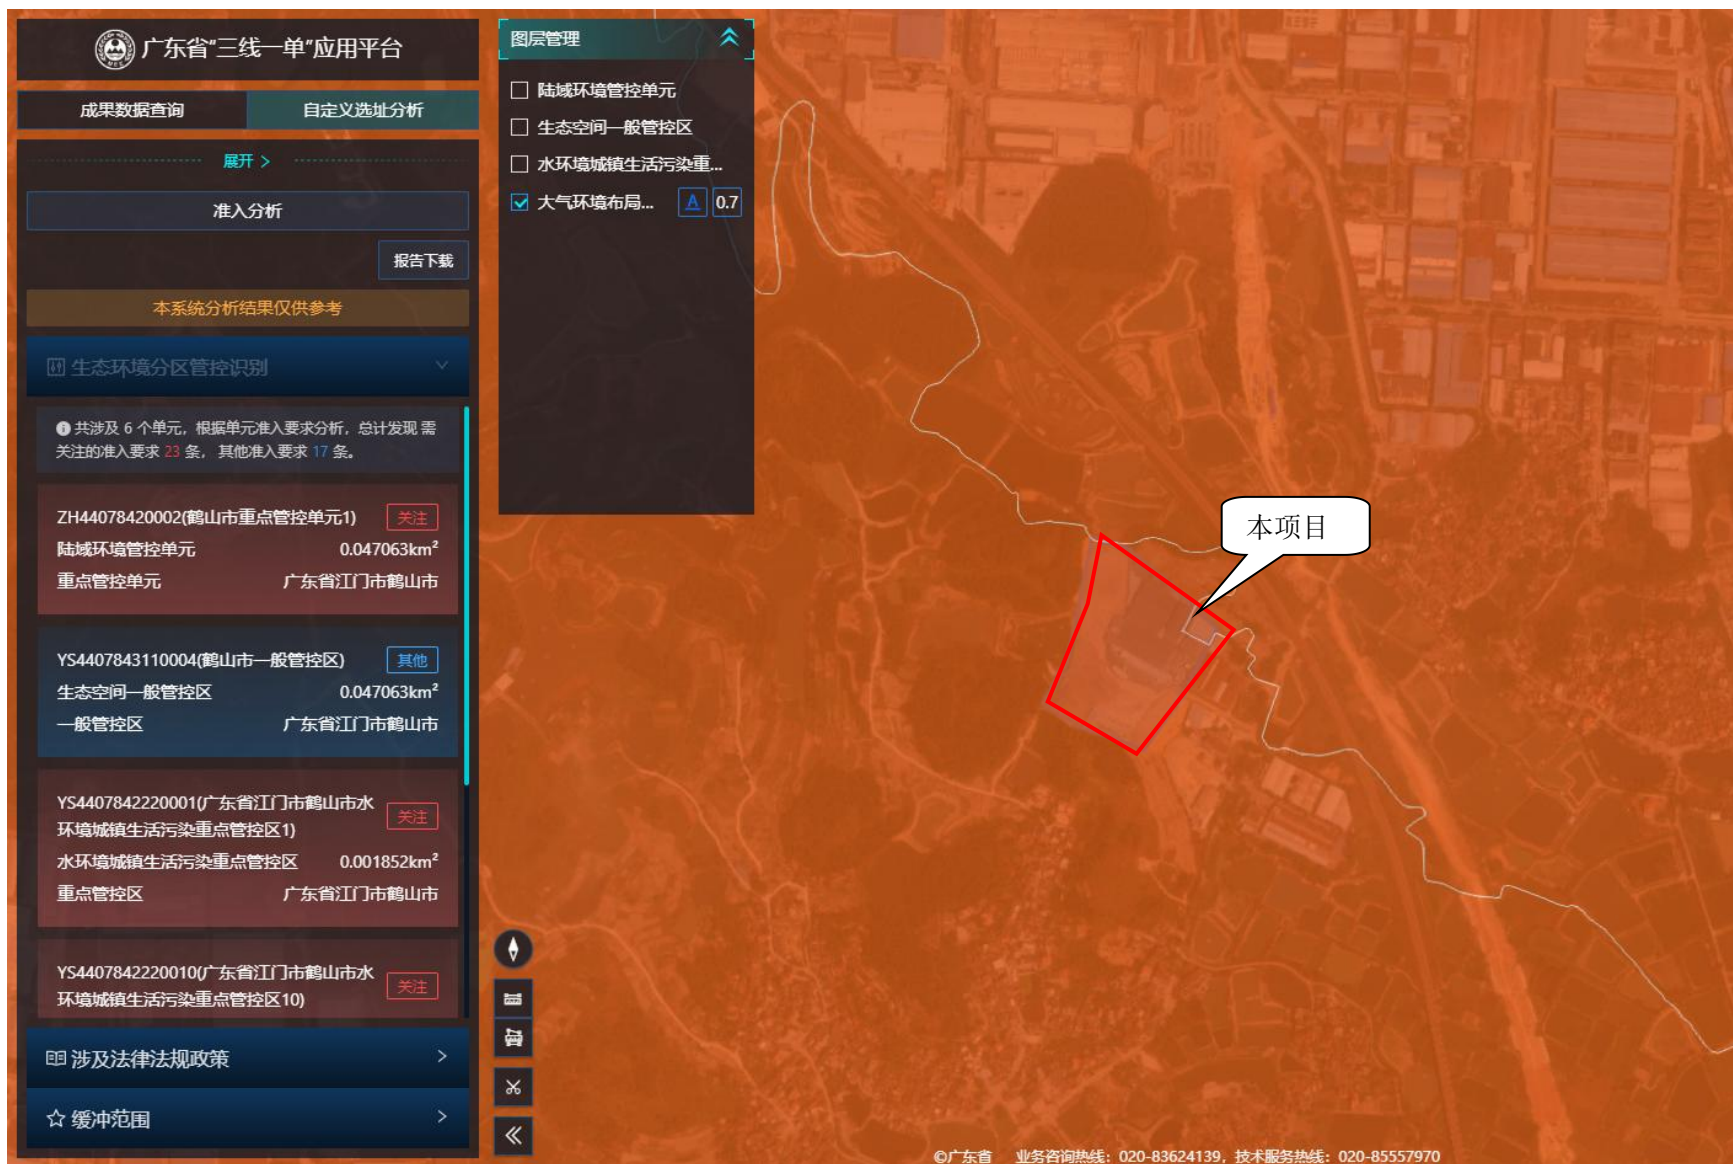 广东省“三线一单”应用平台
成果数据查询
自定义选址分析
展开 >
准入分析
报告下载
本系统分析结果仅供参考
生态环境分区管控识别
共涉及 6 个单元，根据单元准入要求分析，总计发现 需
关注的准入要求 23 条， 其他准入要求 17 条。
ZH44078420002(鹤山市重点管控单元1)
关注
陆域环境管控单元
0.047063km²
重点管控单元
广东省江门市鹤山市
YS4407843110004(鹤山市一般管控区)
其他
生态空间一般管控区
0.047063km²
一般管控区
广东省江门市鹤山市
YS4407842220001(广东省江门市鹤山市水
环境城镇生活污染重点管控区1)
关注
水环境城镇生活污染重点管控区
0.001852km²
重点管控区
广东省江门市鹤山市
YS4407842220010(广东省江门市鹤山市水
环境城镇生活污染重点管控区10)
关注
涉及法律法规政策
缓冲范围
图层管理
陆域环境管控单元
生态空间一般管控区
水环境城镇生活污染重...
大气环境布局...
A
0.7
本项目
©广东省 业务咨询热线：020-83624139，技术服务热线：020-85557970